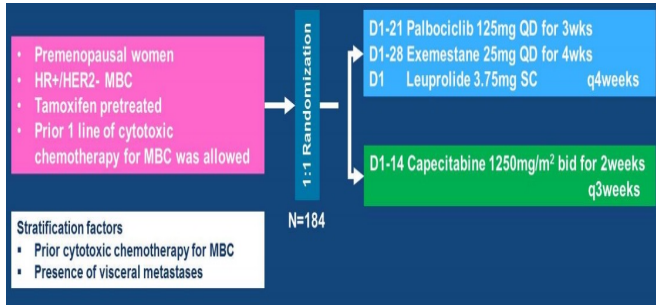 • Premenopausal women
• HR+/HER2- MBC
• Tamoxifen pretreated
• Prior 1 line of cytotoxic
chemotherapy for MBC was allowed
1:1 Randomization
N=184
D1-21 Palbociclib 125mg QD for 3wks
D1-28 Exemestane 25mg QD for 4wks
D1 Leuprolide 3.75mg SC q4weeks
D1-14 Capecitabine 1250mg/m² bid for 2weeks
q3weeks
Stratification factors
▪ Prior cytotoxic chemotherapy for MBC
▪ Presence of visceral metastases